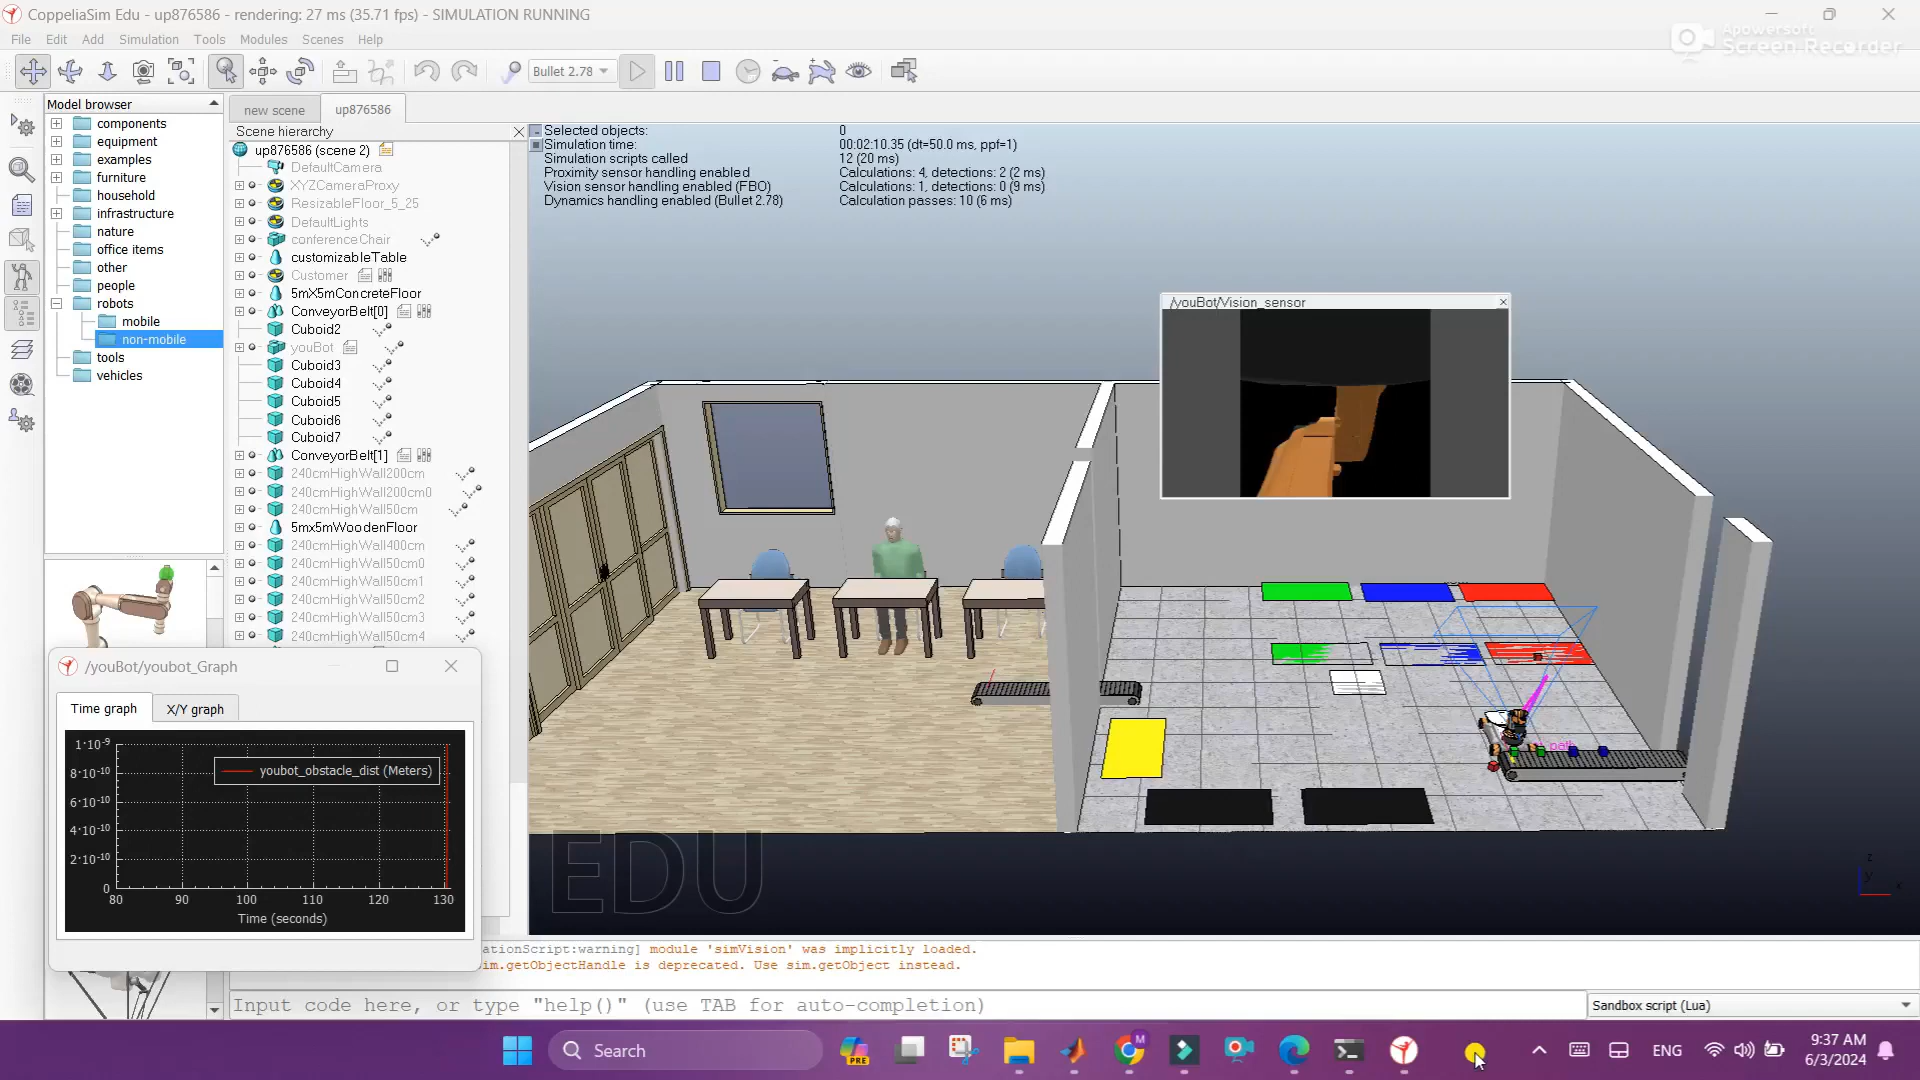 CoppeliaSim Edu - up876586 - rendering: 27 ms (35.71 fps) - SIMULATION RUNNING
Apowersoft
Screen Recorder
File Edit Add Simulation Tools Modules Scenes Help
Bullet 2.78
Model browser
components
equipment
examples
furniture
household
infrastructure
nature
office items
other
people
robots
mobile
non-mobile
tools
vehicles
new scene
up876586
Scene hierarchy
up876586 (scene 2)
DefaultCamera
XYZCameraProxy
ResizableFloor_5_25
DefaultLights
conferenceChair
customizableTable
Customer
5mX5mConcreteFloor
ConveyorBelt[0]
Cuboid2
youBot
Cuboid3
Cuboid4
Cuboid5
Cuboid6
Cuboid7
ConveyorBelt[1]
240cmHighWall200cm
240cmHighWall200cm0
240cmHighWall50cm
5mx5mWoodenFloor
240cmHighWall400cm
240cmHighWall50cm0
240cmHighWall50cm1
240cmHighWall50cm2
240cmHighWall50cm3
240cmHighWall50cm4
Selected objects: 0
Simulation time: 00:02:10.35 (dt=50.0 ms, ppf=1)
Simulation scripts called 12 (20 ms)
Proximity sensor handling enabled Calculations: 4, detections: 2 (2 ms)
Vision sensor handling enabled (FBO) Calculations: 1, detections: 0 (9 ms)
Dynamics handling enabled (Bullet 2.78) Calculation passes: 10 (6 ms)
/youBot/Vision_sensor
path
EDU
z
y
x
/youBot/youbot_Graph
Time graph
X/Y graph
youbot_obstacle_dist (Meters)
1·10-9
8·10-10
6·10-10
4·10-10
2·10-10
0
80 90 100 110 120 130
Time (seconds)
ationScript:warning] module 'simVision' was implicitly loaded.
sim.getObjectHandle is deprecated. Use sim.getObject instead.
Input code here, or type "help()" (use TAB for auto-completion)
Sandbox script (Lua)
Search
PRE
M
ENG
9:37 AM
6/3/2024